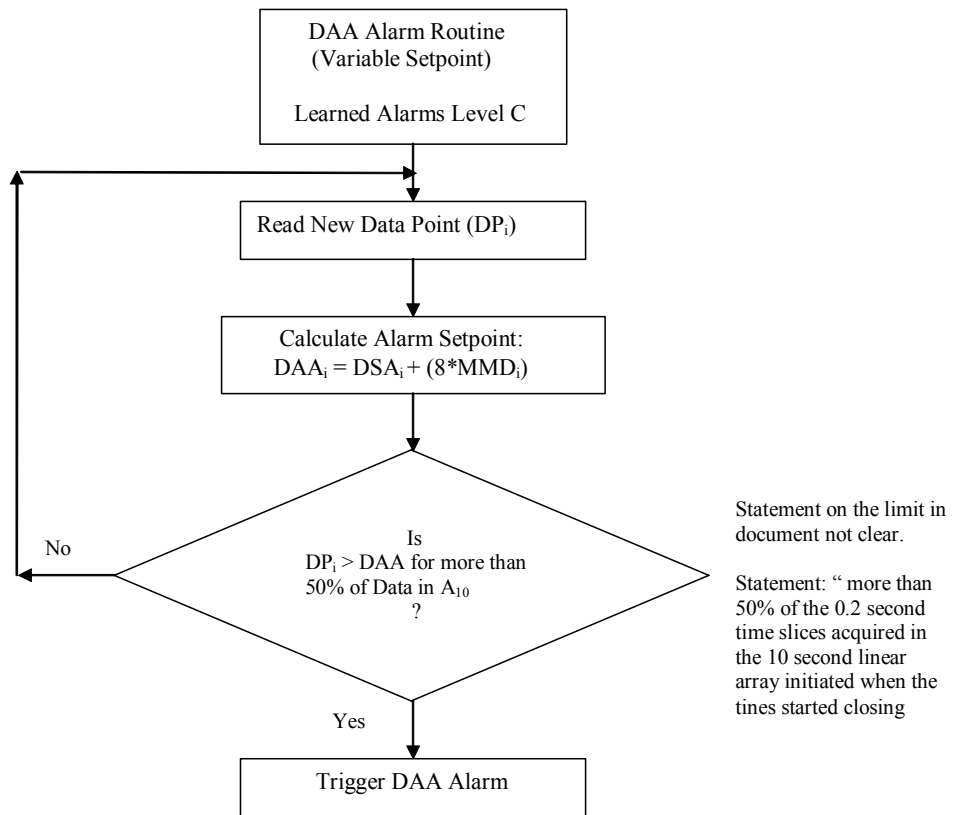 DAA Alarm Routine
(Variable Setpoint)
Learned Alarms Level C
Read New Data Point (DPi)
Calculate Alarm Setpoint:
DAAi = DSAi + (8*MMDi)
Is
DPi > DAA for more than
50% of Data in A10
?
No
Yes
Trigger DAA Alarm
Statement on the limit in
document not clear.
Statement: “ more than
50% of the 0.2 second
time slices acquired in
the 10 second linear
array initiated when the
tines started closing